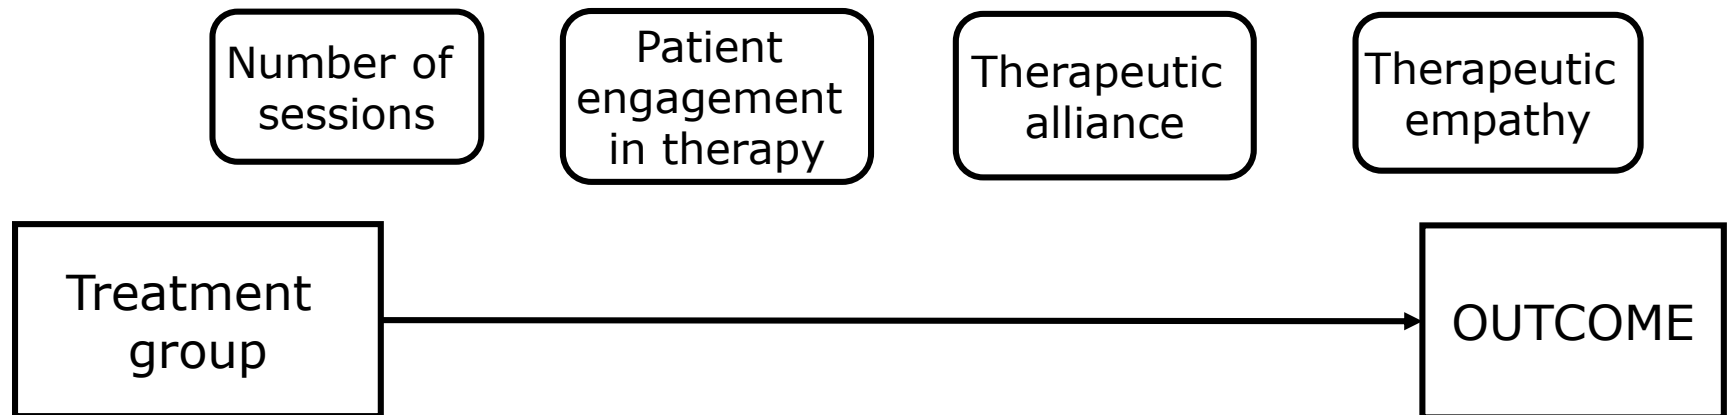 Number of
sessions
Patient
engagement
in therapy
Therapeutic
alliance
Therapeutic
empathy
Treatment
group
OUTCOME